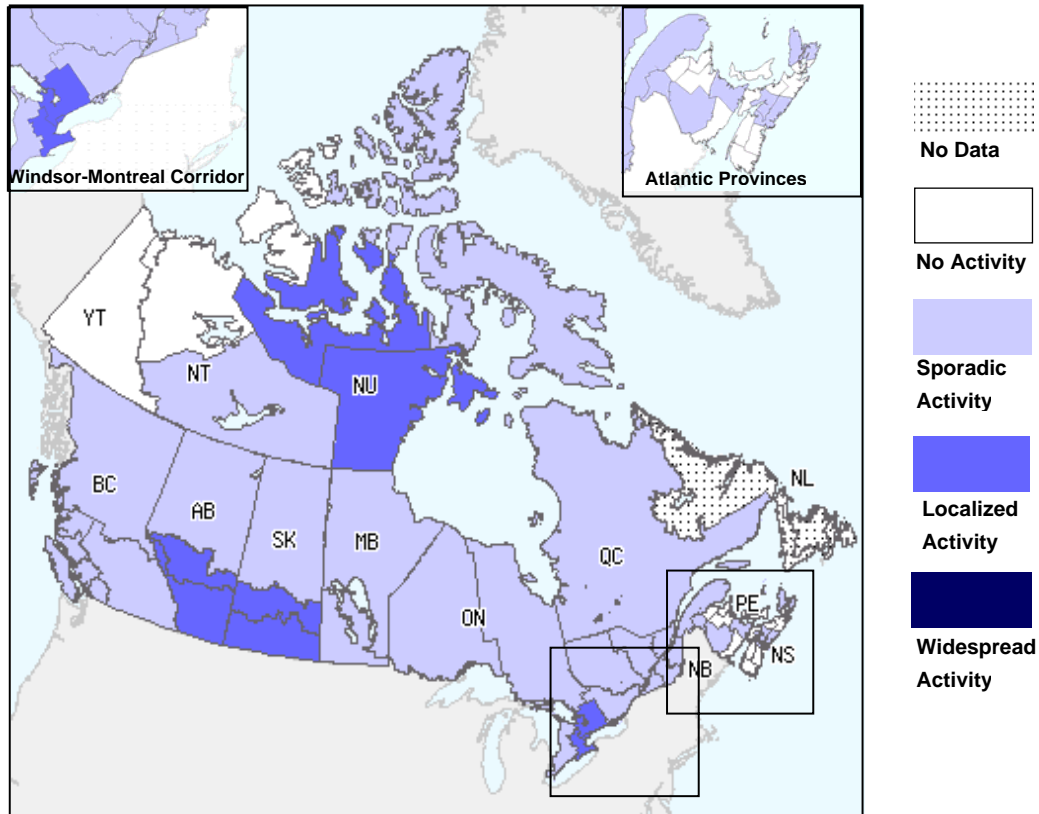 Windsor-Montreal Corridor
Atlantic Provinces
No Data
No Activity
Sporadic
Activity
Localized
Activity
Widespread
Activity
YT
NT
NU
BC
AB
SK
MB
ON
QC
NL
PE
NS
NB